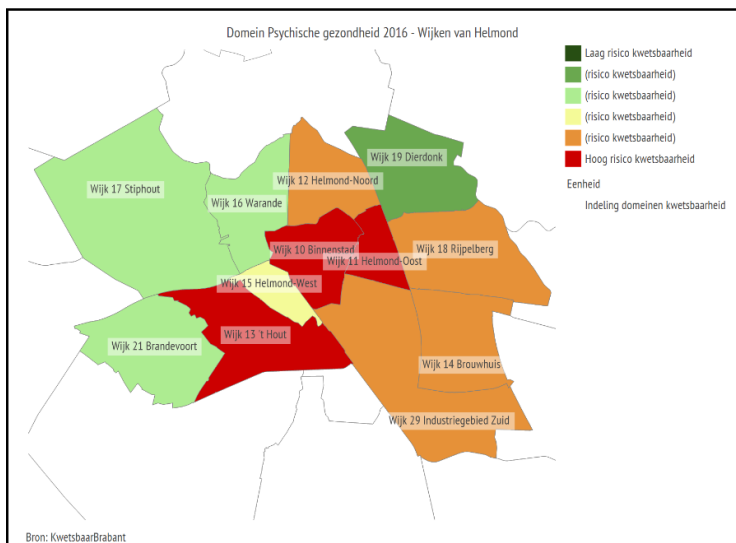 Domein Psychische gezondheid 2016 - Wijken van Helmond
Laag risico kwetsbaarheid
(risico kwetsbaarheid)
(risico kwetsbaarheid)
(risico kwetsbaarheid)
(risico kwetsbaarheid)
Hoog risico kwetsbaarheid
Eenheid
Indeling domeinen kwetsbaarheid
Wijk 19 Dierdonk
Wijk 12 Helmond-Noord
Wijk 17 Stiphout
Wijk 16 Warande
Wijk 10 Binnenstad
Wijk 18 Rijpelberg
Wijk 11 Helmond-Oost
Wijk 15 Helmond-West
Wijk 13 't Hout
Wijk 21 Brandevoort
Wijk 14 Brouwhuis
Wijk 29 Industriegebied Zuid
Bron: KwetsbaarBrabant